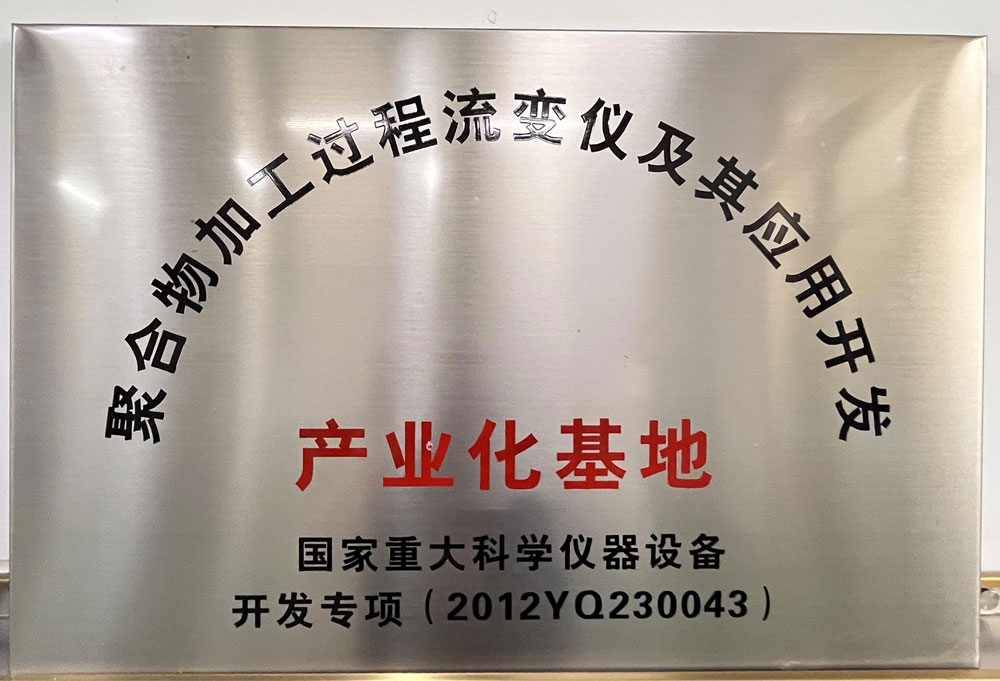 聚合物加工过程流变仪及其应用开发
产业化基地
国家重大科学仪器设备
开发专项（2012YQ230043）